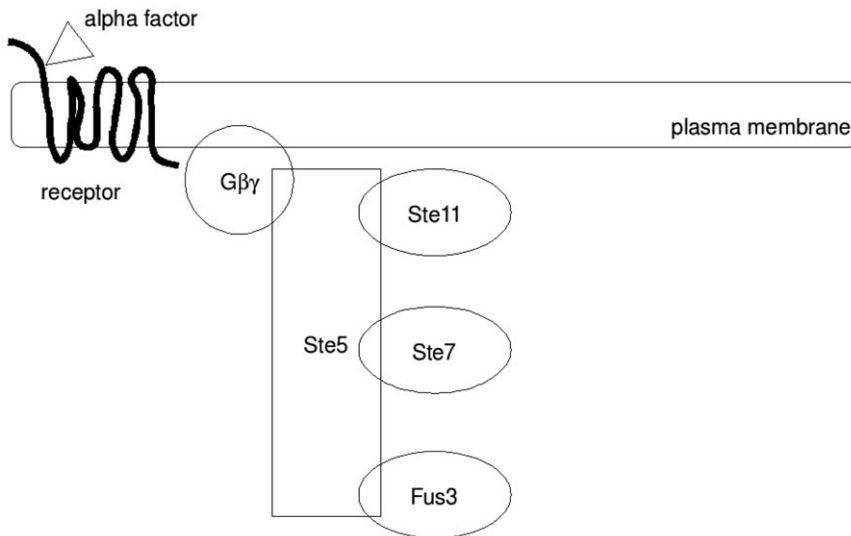 alpha factor
plasma membrane
receptor
Gβγ
Ste11
Ste5
Ste7
Fus3